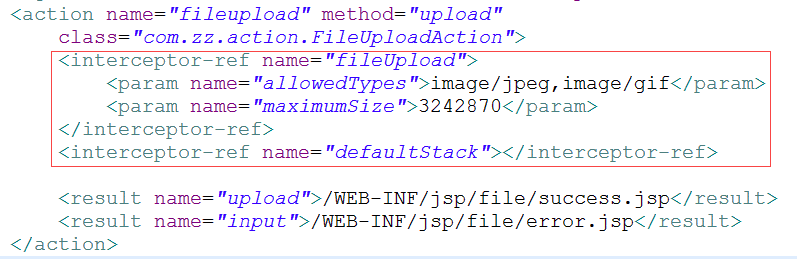 <action name="fileupload" method="upload"
class="com.zz.action.FileUploadAction">
<interceptor-ref name="fileUpload">
<param name="allowedTypes">image/jpeg,image/gif</param>
<param name="maximumSize">3242870</param>
</interceptor-ref>
<interceptor-ref name="defaultStack"></interceptor-ref>
<result name="upload">/WEB-INF/jsp/file/success.jsp</result>
<result name="input">/WEB-INF/jsp/file/error.jsp</result>
</action>